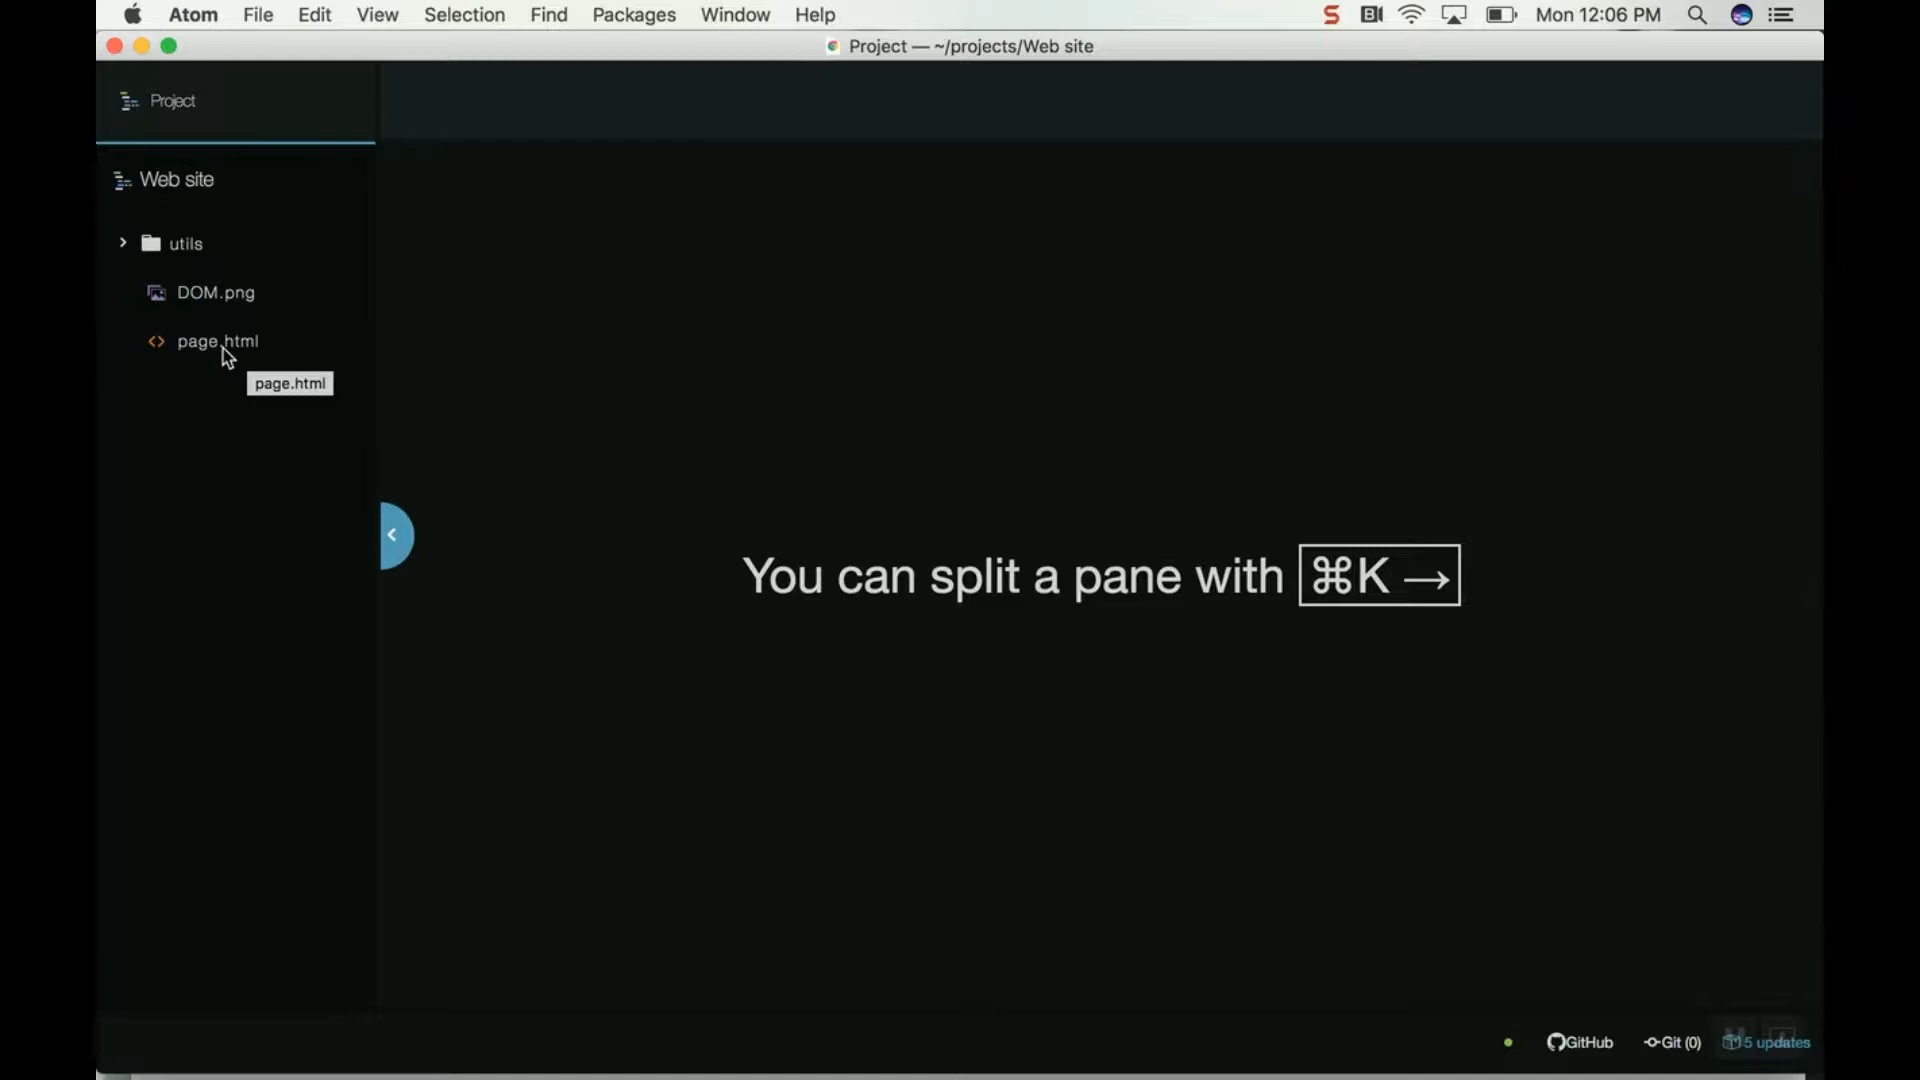 Atom File Edit View Selection Find Packages Window Help
Mon 12:06 PM
Project — ~/projects/Web site
Project
Web site
utils
DOM.png
page.html
page.html
You can split a pane with ⌘K →
GitHub Git (0) 5 updates